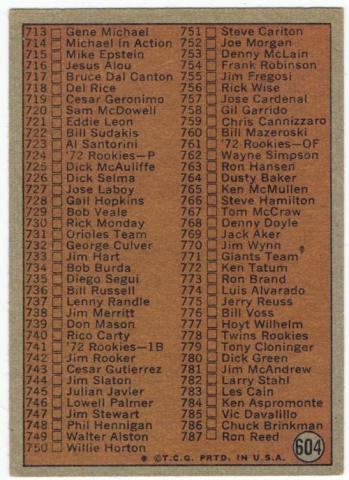 713 Gene Michael
714 Michael In Action
715 Mike Epstein
716 Jesus Alou
717 Bruce Dal Canton
718 Del Rice
719 Cesar Geronimo
720 Sam McDowell
721 Eddie Leon
722 Bill Sudakis
723 Al Santorini
724 '72 Rookies-P
725 Dick McAuliffe
726 Dick Selma
727 Jose Laboy
728 Gail Hopkins
729 Bob Veale
730 Rick Monday
731 Orioles Team
732 George Culver
733 Jim Hart
734 Bob Burda
735 Diego Segui
736 Bill Russell
737 Lenny Randle
738 Jim Merritt
739 Don Mason
740 Rico Carty
741 '72 Rookies-1B
742 Jim Rooker
743 Cesar Gutierrez
744 Jim Slaton
745 Julian Javier
746 Lowell Palmer
747 Jim Stewart
748 Phil Hennigan
749 Walter Alston
750 Willie Horton
751 Steve Carlton
752 Joe Morgan
753 Denny McLain
754 Frank Robinson
755 Jim Fregosi
756 Rick Wise
757 Jose Cardenal
758 Gil Garrido
759 Chris Cannizzaro
760 Bill Mazeroski
761 '72 Rookies-OF
762 Wayne Simpson
763 Ron Hansen
764 Dusty Baker
765 Ken McMullen
766 Steve Hamilton
767 Tom McCraw
768 Denny Doyle
769 Jack Aker
770 Jim Wynn
771 Giants Team
772 Ken Tatum
773 Ron Brand
774 Luis Alvarado
775 Jerry Reuss
776 Bill Voss
777 Hoyt Wilhelm
778 Twins Rookies
779 Tony Cloninger
780 Dick Green
781 Jim McAndrew
782 Larry Stahl
783 Les Cain
784 Ken Aspromonte
785 Vic Davalillo
786 Chuck Brinkman
787 Ron Reed
604
©T.C.G. PRTD. IN U.S.A.